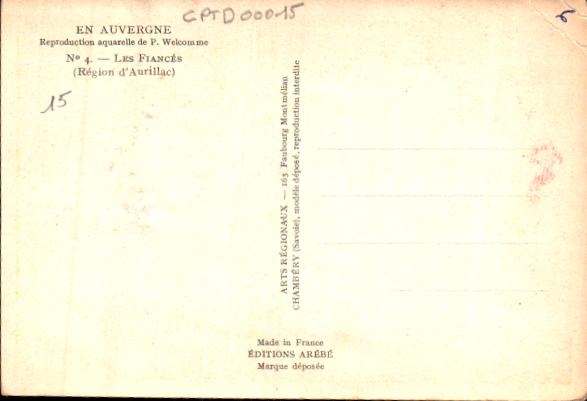 CPTD00015
6
EN AUVERGNE
Reproduction aquarelle de P. Welcomme
Nº 4. — LES FIANCÉS
(Région d'Aurillac)
15
ARTS RÉGIONAUX — 163 Faubourg Montmélian
CHAMBÉRY (Savoie), modèle déposé, reproduction interdite
Made in France
ÉDITIONS ARÉBÉ
Marque déposée